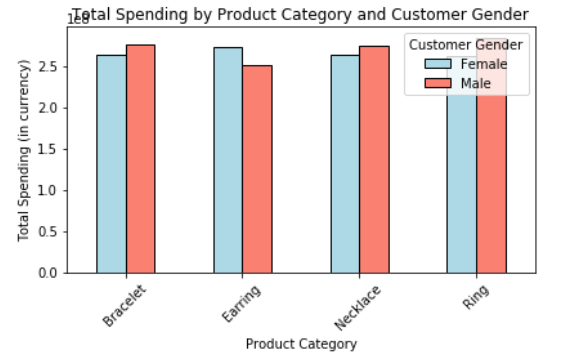 Total Spending by Product Category and Customer Gender
1e8
Customer Gender
Female
Male
2.5
2.0
1.5
1.0
0.5
0.0
Total Spending (in currency)
Bracelet
Earring
Necklace
Ring
Product Category